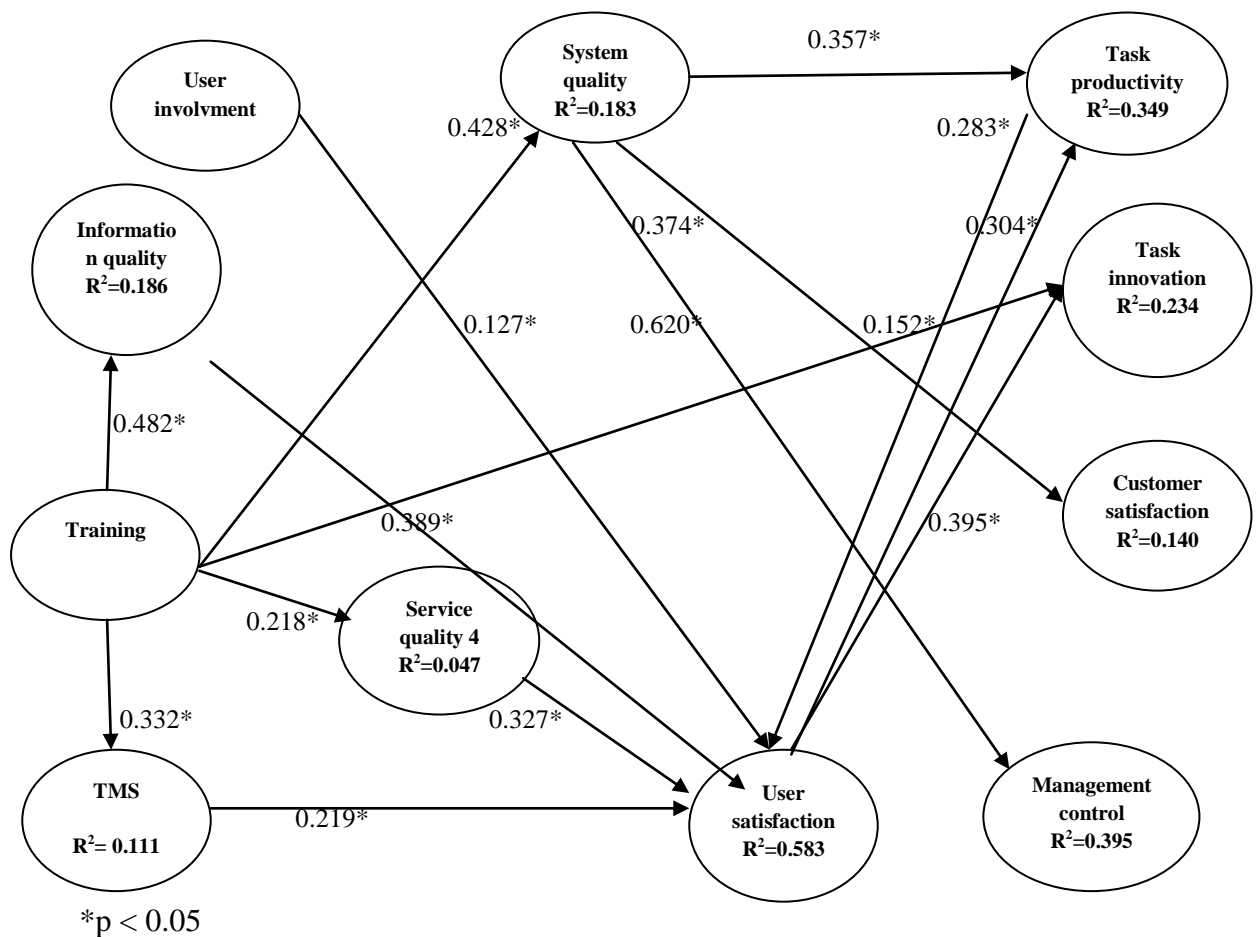 User
involvment
System
quality
R²=0.183
0.357*
Task
productivity
R²=0.349
0.428*
0.283*
Informatio
n quality
R²=0.186
0.374*
0.304*
Task
innovation
R²=0.234
0.127*
0.620*
0.152*
0.482*
Training
0.389*
0.395*
Customer
satisfaction
R²=0.140
0.218*
Service
quality 4
R²=0.047
0.332*
0.327*
TMS
R²= 0.111
0.219*
User
satisfaction
R²=0.583
Management
control
R²=0.395
*p < 0.05